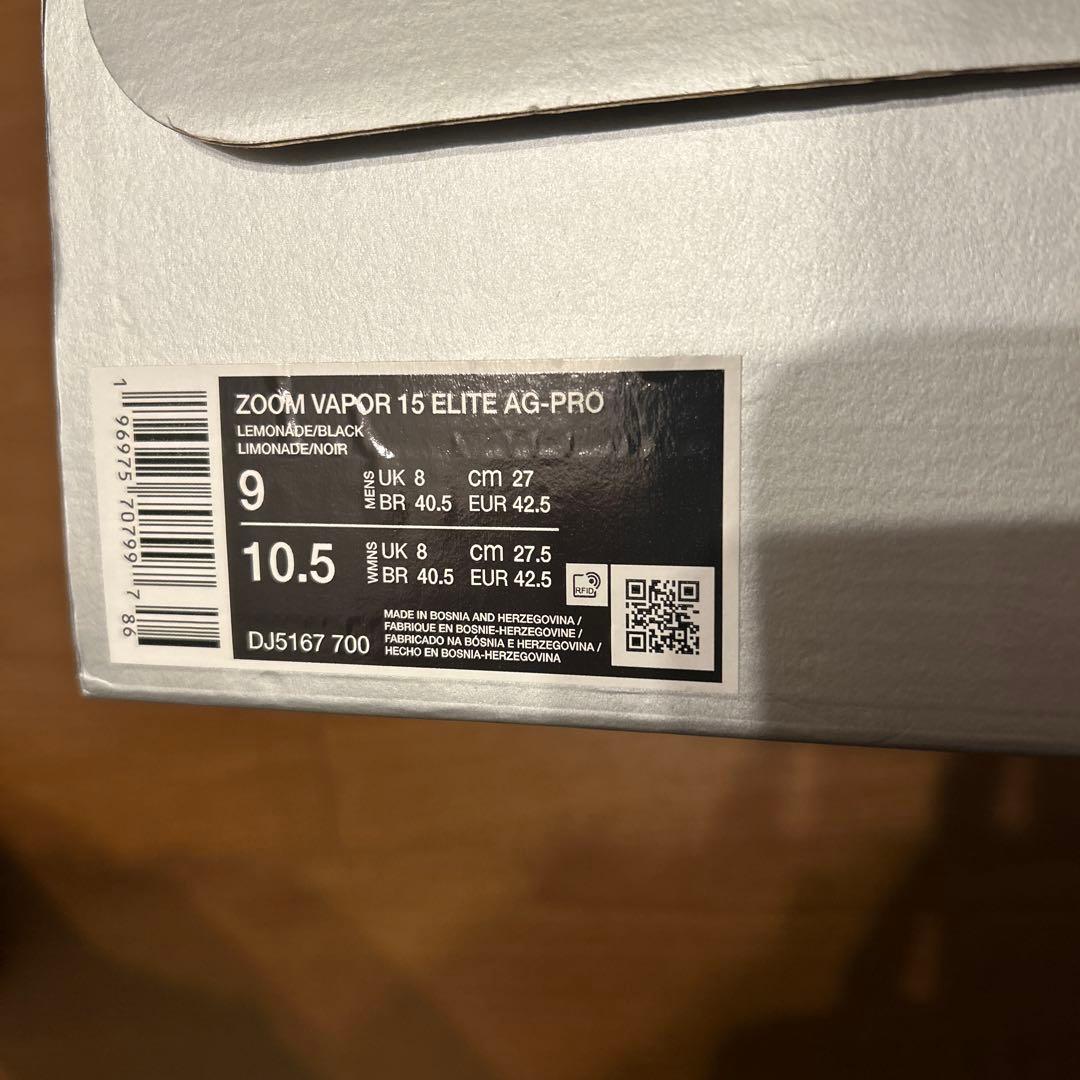 1 96975 70799 7 86
ZOOM VAPOR 15 ELITE AG-PRO
LEMONADE/BLACK
LIMONADE/NOIR
9 MENS UK 8 cm 27
BR 40.5 EUR 42.5
10.5 WMNS UK 8 cm 27.5
BR 40.5 EUR 42.5
RFID
DJ5167 700
MADE IN BOSNIA AND HERZEGOVINA /
FABRIQUE EN BOSNIE-HERZEGOVINE /
FABRICADO NA BÓSNIA E HERZEGOVINA /
HECHO EN BOSNIA-HERZEGOVINA